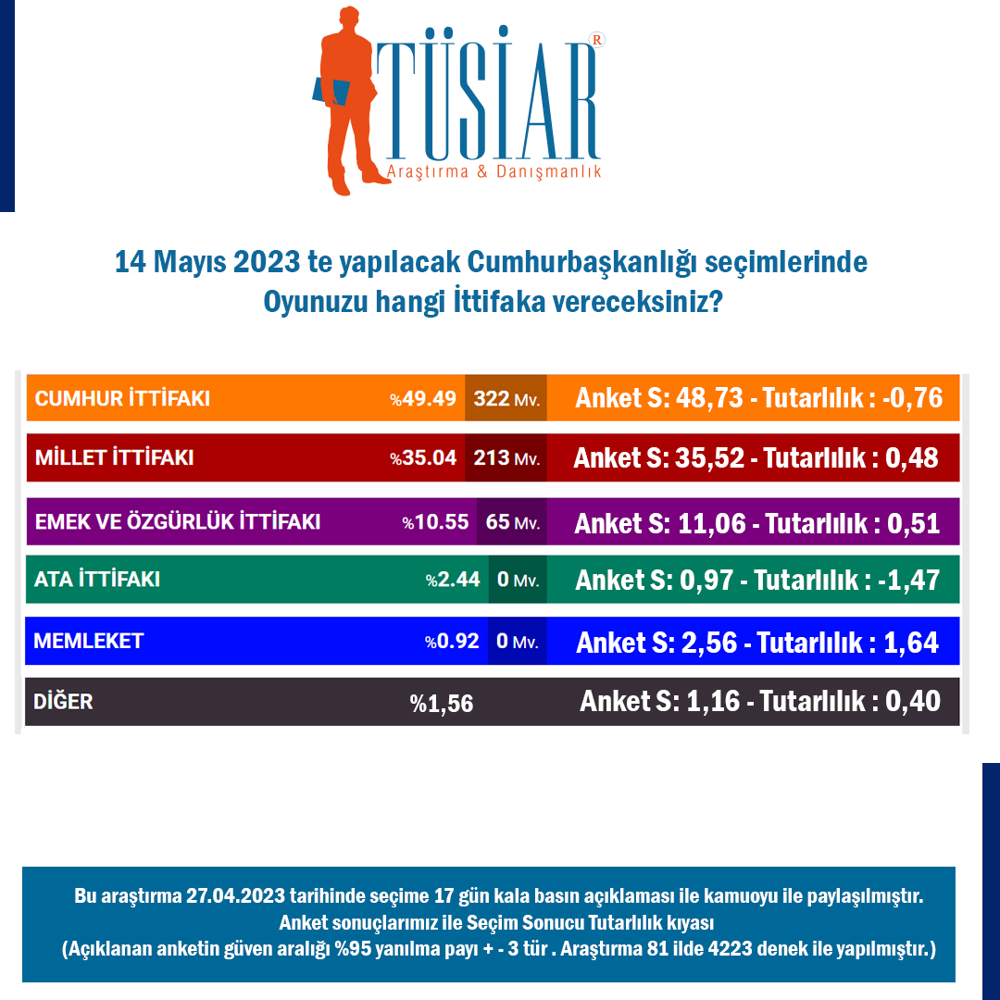 TÜSİAR®
Araştırma & Danışmanlık
14 Mayıs 2023 te yapılacak Cumhurbaşkanlığı seçimlerinde
Oyunuzu hangi İttifaka vereceksiniz?
CUMHUR İTTİFAKI %49.49 322 Mv. Anket S: 48,73 - Tutarlılık : -0,76
MİLLET İTTİFAKI %35.04 213 Mv. Anket S: 35,52 - Tutarlılık : 0,48
EMEK VE ÖZGÜRLÜK İTTİFAKI %10.55 65 Mv. Anket S: 11,06 - Tutarlılık : 0,51
ATA İTTİFAKI %2.44 0 Mv. Anket S: 0,97 - Tutarlılık : -1,47
MEMLEKET %0.92 0 Mv. Anket S: 2,56 - Tutarlılık : 1,64
DİĞER %1,56 Anket S: 1,16 - Tutarlılık : 0,40
Bu araştırma 27.04.2023 tarihinde seçime 17 gün kala basın açıklaması ile kamuoyu ile paylaşılmıştır.
Anket sonuçlarımız ile Seçim Sonucu Tutarlılık kıyası
(Açıklanan anketin güven aralığı %95 yanılma payı + - 3 tür . Araştırma 81 ilde 4223 denek ile yapılmıştır.)